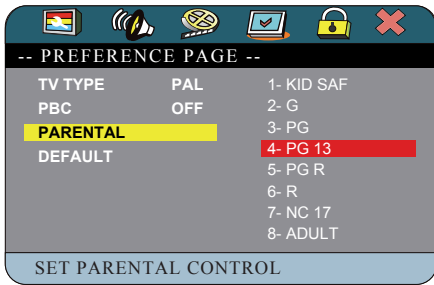 -- PREFERENCE PAGE --
TV TYPE PAL
PBC OFF
PARENTAL
DEFAULT
1- KID SAF
2- G
3- PG
4- PG 13
5- PG R
6- R
7- NC 17
8- ADULT
SET PARENTAL CONTROL